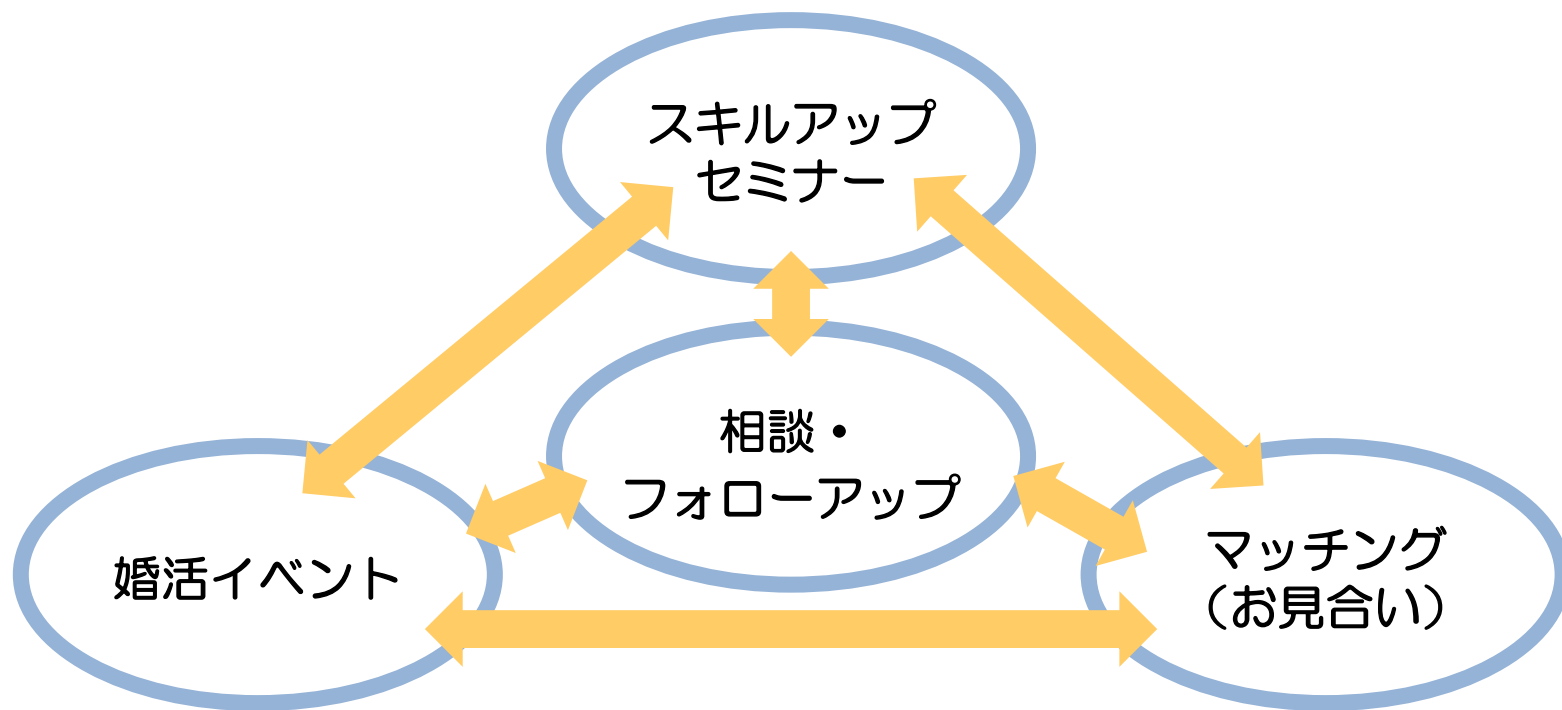 スキルアップ
セミナー
相談・
フォローアップ
婚活イベント
マッチング
（お見合い）